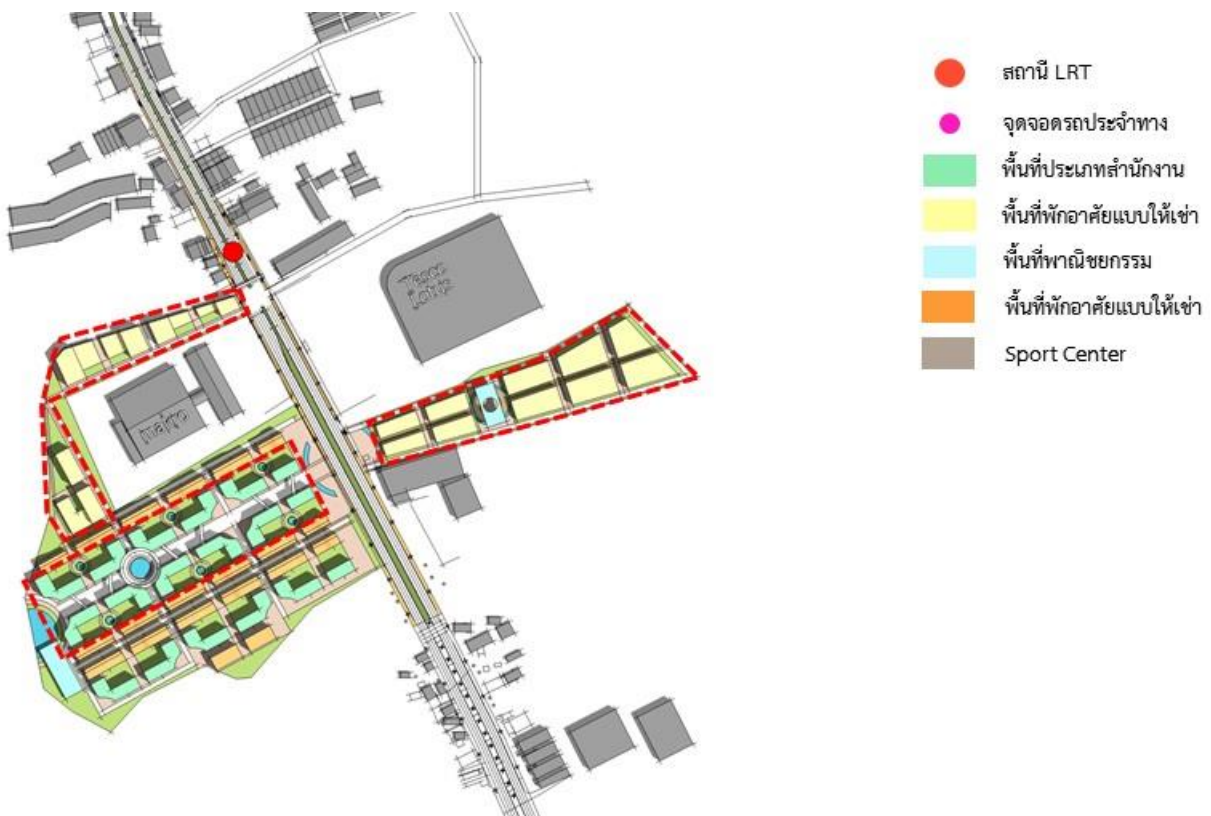 สถานี LRT
จุดจอดรถประจำทาง
พื้นที่ประเภทสำนักงาน
พื้นที่พักอาศัยแบบให้เช่า
พื้นที่พาณิชยกรรม
พื้นที่พักอาศัยแบบให้เช่า
Sport Center
Tesco
Lotus
makro